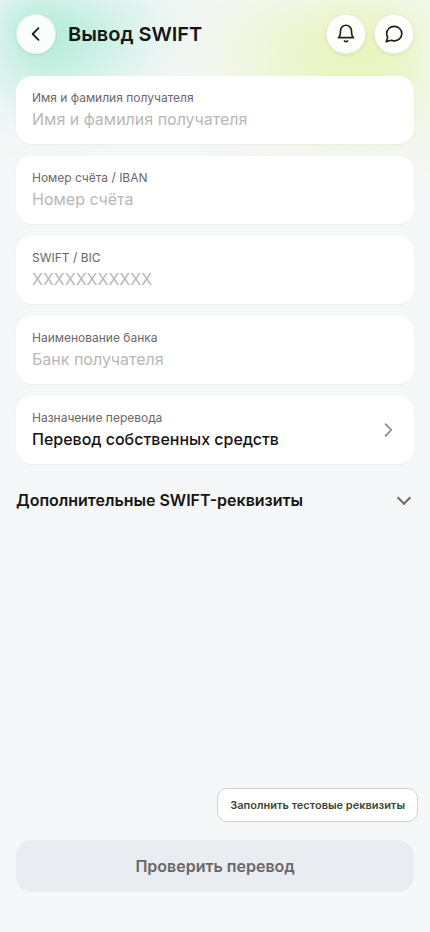 Вывод SWIFT
Имя и фамилия получателя
Имя и фамилия получателя
Номер счёта / IBAN
Номер счёта
SWIFT / BIC
XXXXXXXXXXX
Наименование банка
Банк получателя
Назначение перевода
Перевод собственных средств
Дополнительные SWIFT-реквизиты
Заполнить тестовые реквизиты
Проверить перевод